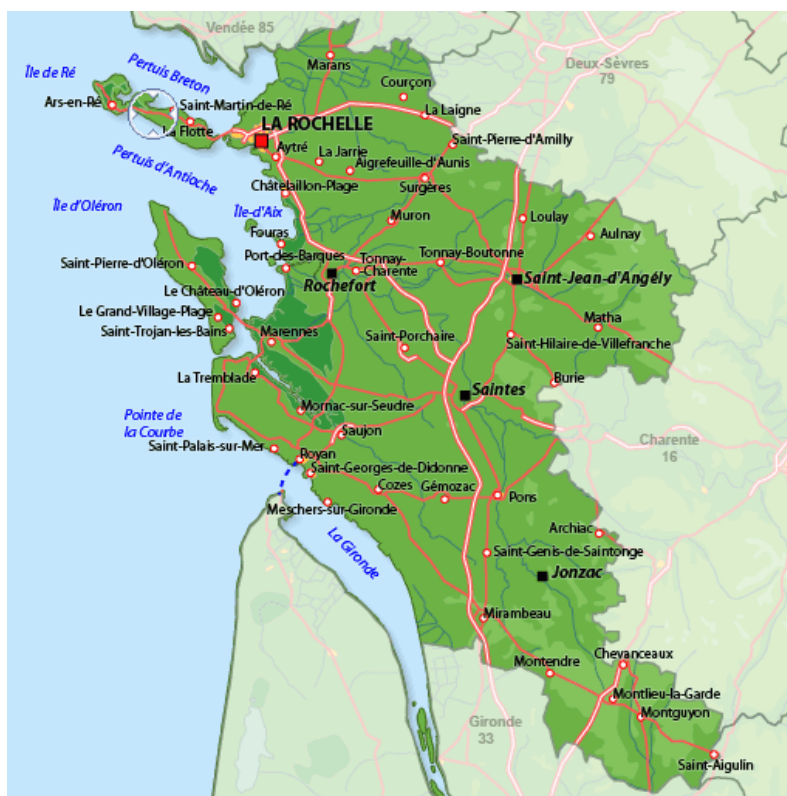 Vendée 85
Pertuis Breton
Île de Ré
Marans
Deux-Sèvres
79
Courçon
Ars-en-Ré
Saint-Martin-de-Ré
La Laigne
La Flotte
LA ROCHELLE
Saint-Pierre-d'Amilly
Aytré
La Jarrie
Aigrefeuille-d'Aunis
Pertuis d'Antioche
Châtelaillon-Plage
Surgères
Île d'Oléron
Île-d'Aix
Muron
Loulay
Aulnay
Fouras
Saint-Pierre-d'Oléron
Port-des-Barques
Tonnay-
Charente
Tonnay-Boutonne
Rochefort
Saint-Jean-d'Angély
Le Château-d'Oléron
Le Grand-Village-Plage
Matha
Saint-Trojan-les-Bains
Marennes
Saint-Porchaire
Saint-Hilaire-de-Villefranche
La Tremblade
Burie
Saintes
Mornac-sur-Seudre
Pointe de
la Courbe
Saujon
Charente
16
Saint-Palais-sur-Mer
Royan
Saint-Georges-de-Didonne
Cozes
Gémozac
Pons
Meschers-sur-Gironde
Archiac
La Gironde
Saint-Genis-de-Saintonge
Jonzac
Mirambeau
Chevanceaux
Montendre
Montlieu-la-Garde
Montguyon
Gironde
33
Saint-Aigulin